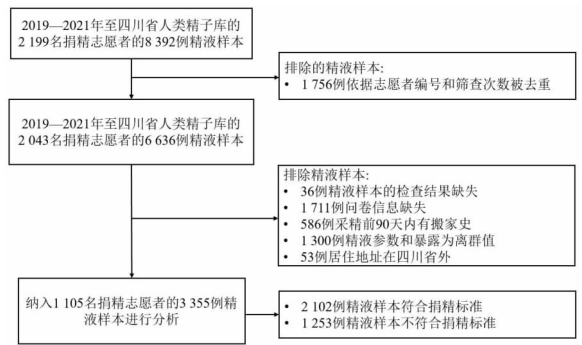 2019—2021年至四川省人类精子库的
2 199名捐精志愿者的8 392例精液样本
排除的精液样本:
• 1 756例依据志愿者编号和筛查次数被去重
2019—2021年至四川省人类精子库的
2 043名捐精志愿者的6 636例精液样本
排除精液样本:
• 36例精液样本的检查结果缺失
• 1 711例问卷信息缺失
• 586例采精前90天内有搬家史
• 1 300例精液参数和暴露为离群值
• 53例居住地址在四川省外
纳入1 105名捐精志愿者的3 355例精
液样本进行分析
• 2 102例精液样本符合捐精标准
• 1 253例精液样本不符合捐精标准